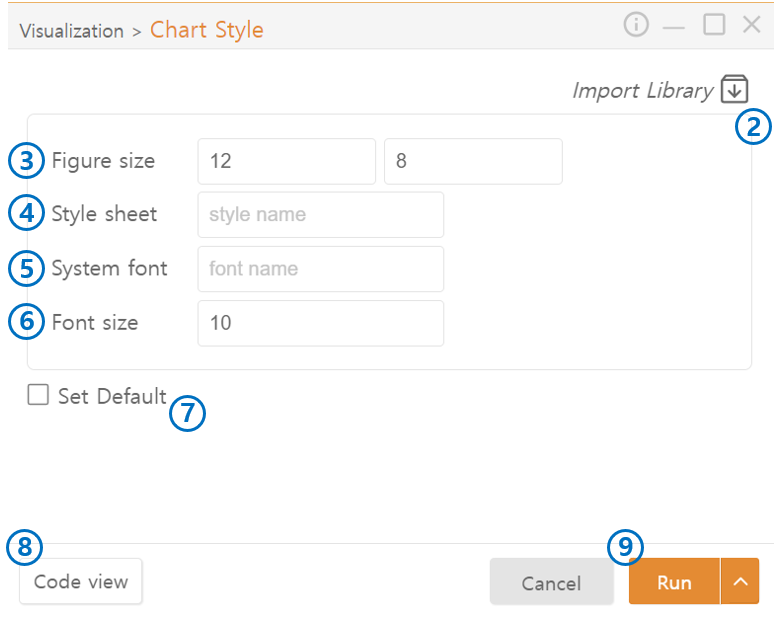 Visualization > Chart Style
Import Library
②
③ Figure size 12 8
④ Style sheet style name
⑤ System font font name
⑥ Font size 10
Set Default
⑦
⑧ ⑨
Code view Cancel Run